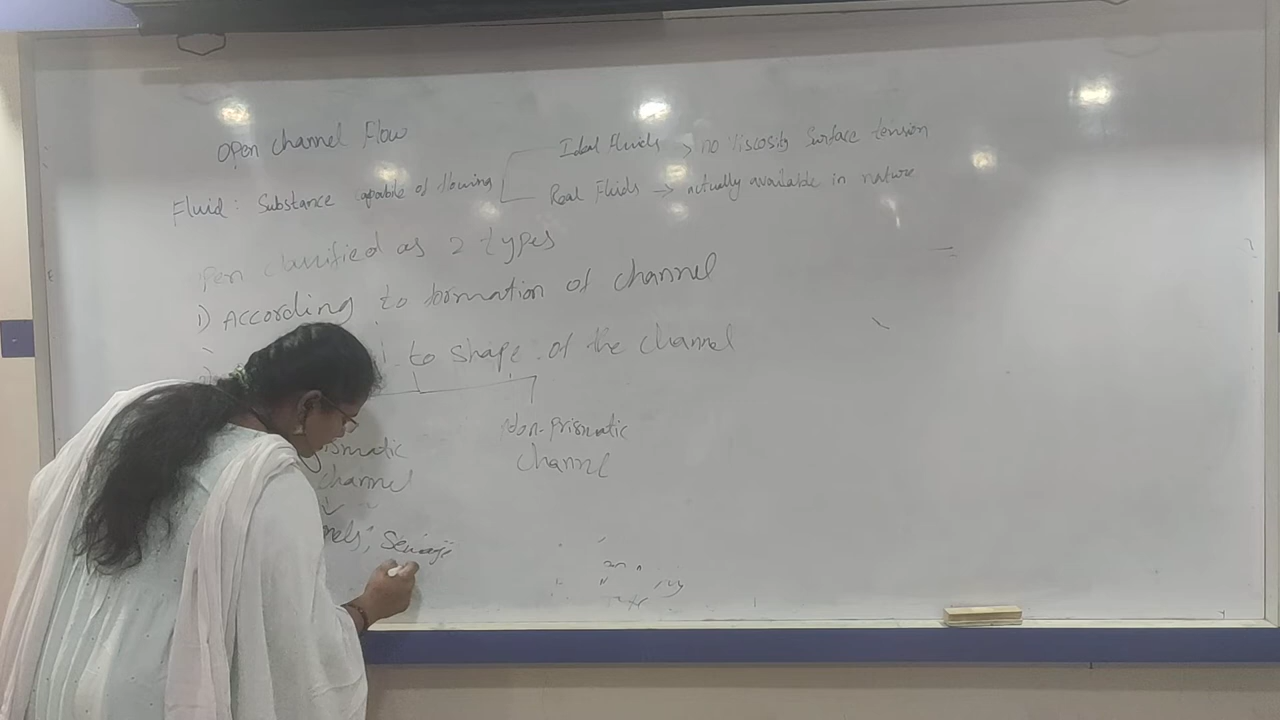 Open channel Flow
Ideal Fluids → no Viscosity Surface tension
Fluid : Substance capable of flowing
Real Fluids → actually available in nature
classified as 2 types
1) According to formation of channel
to shape of the channel
Non-prismatic
channel
ismatic
channel
nels, Sewage